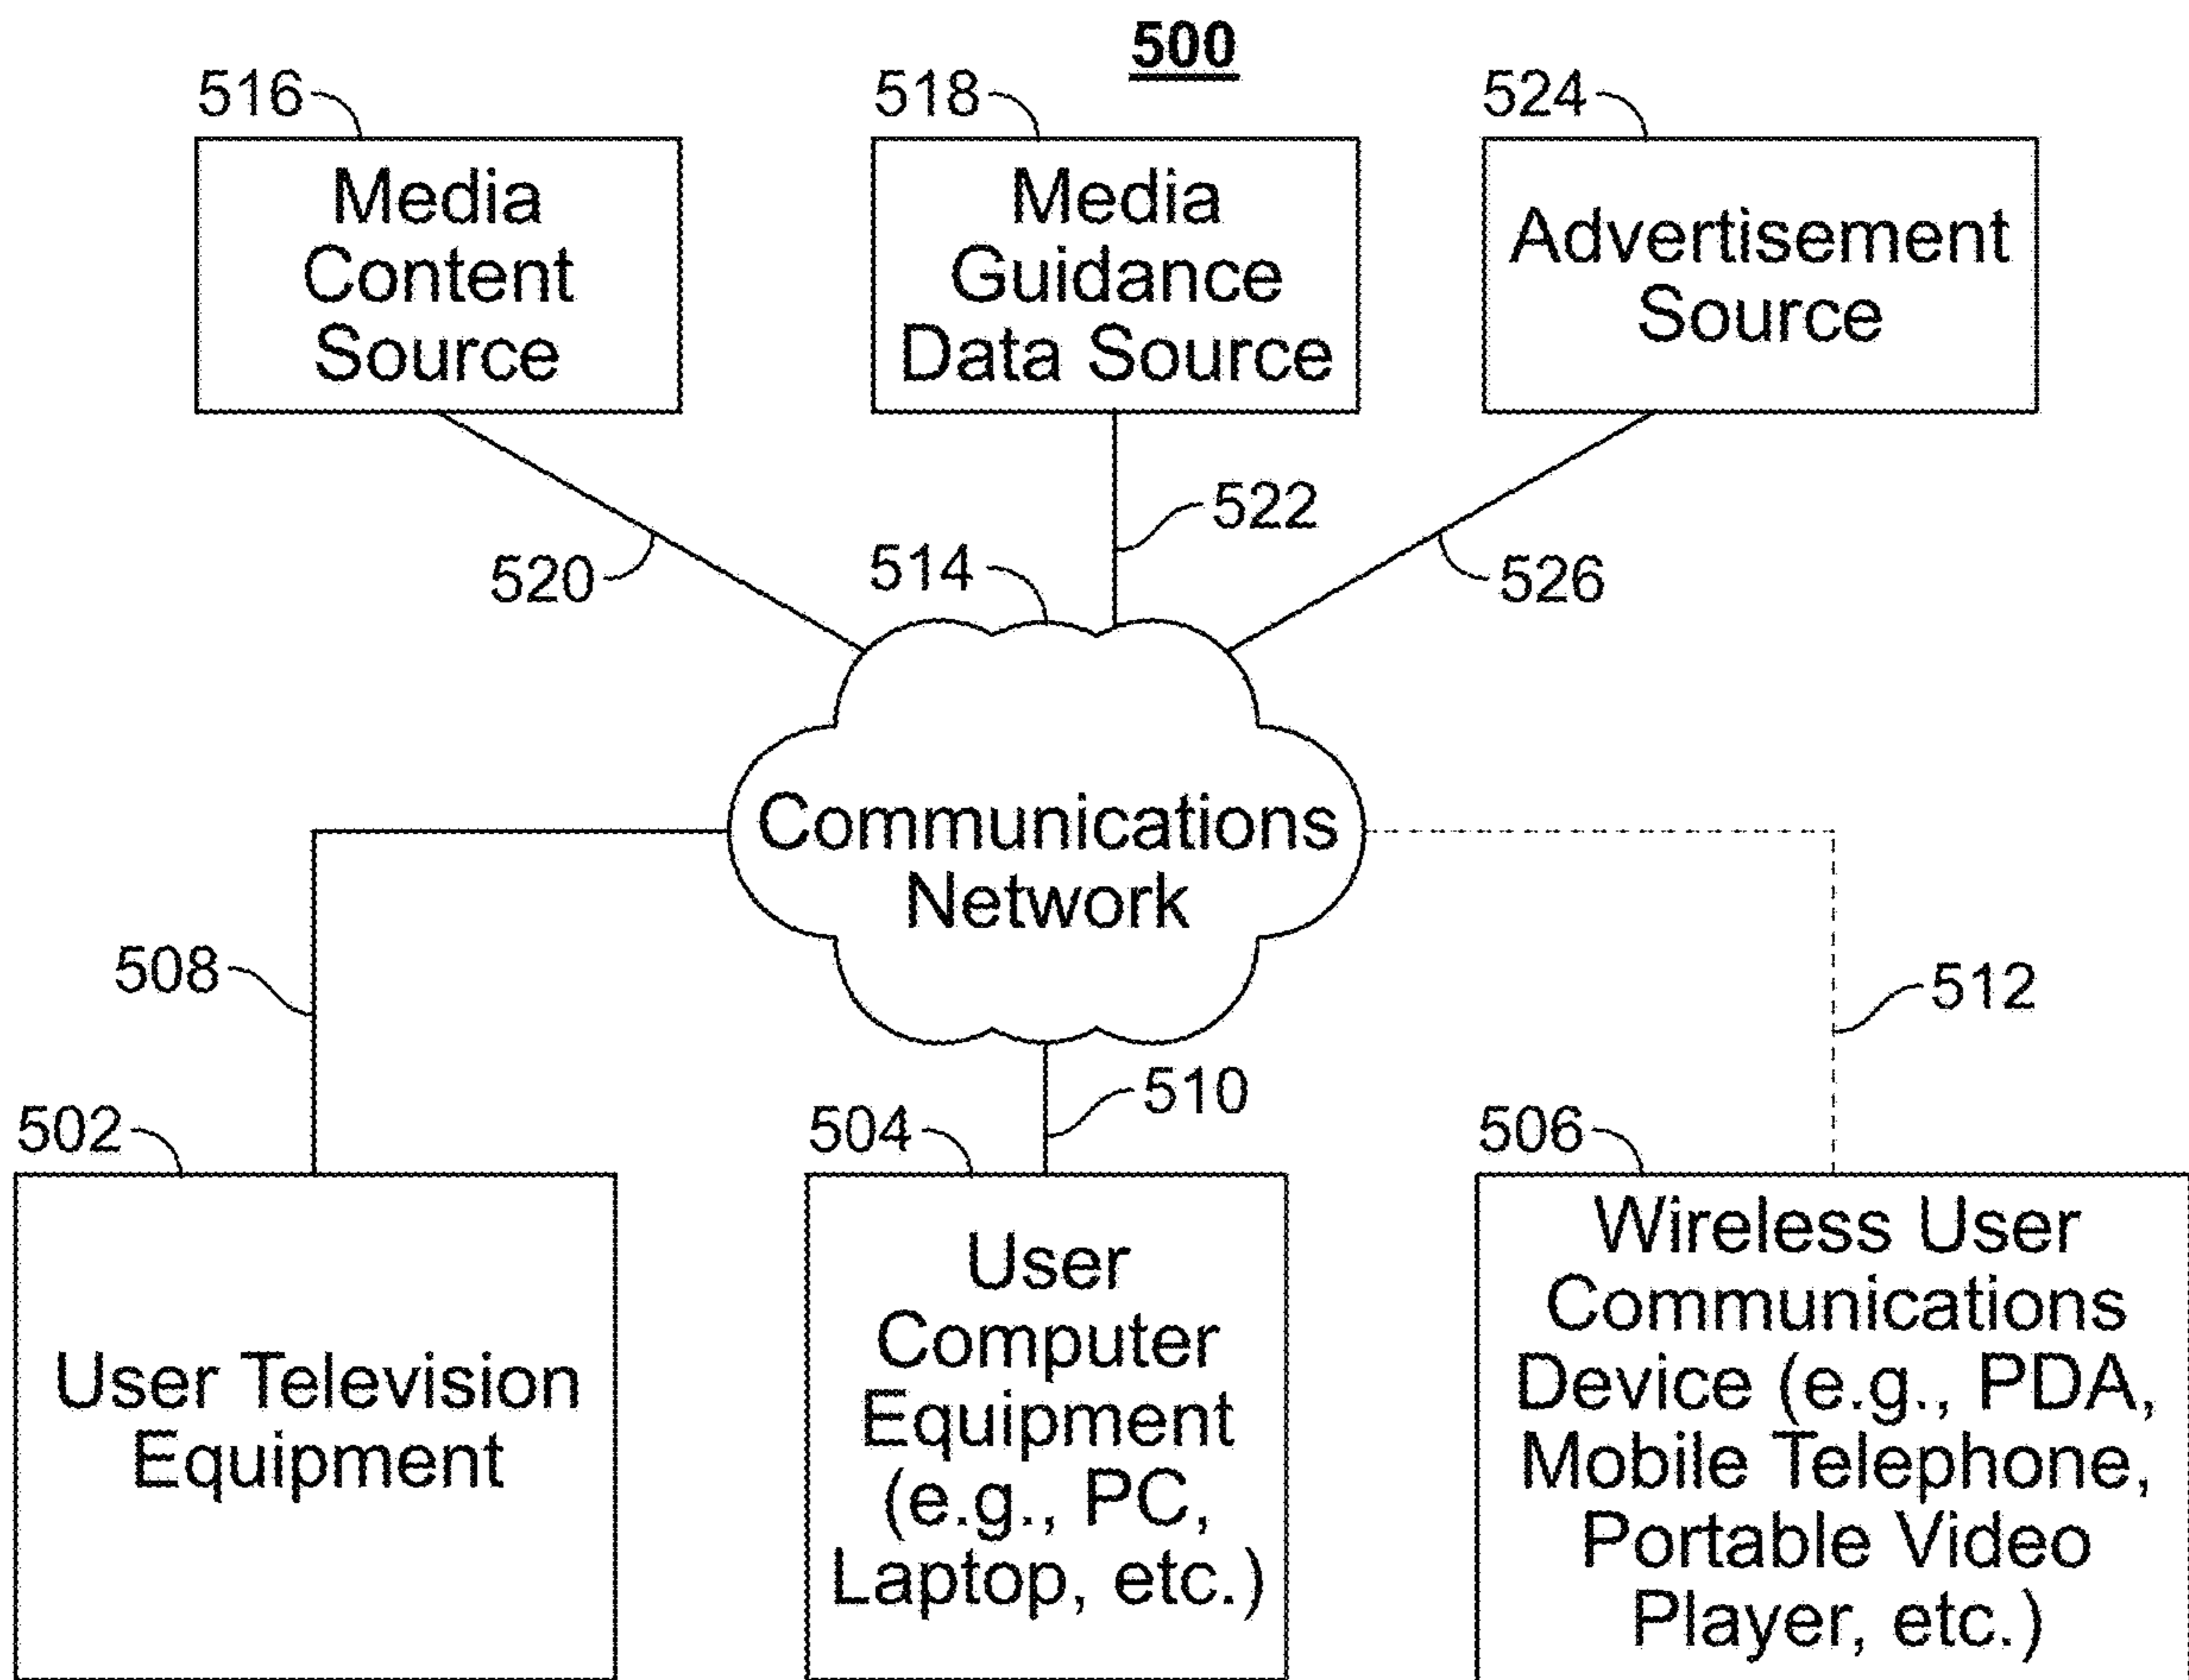 500
516
518
524
Media
Content
Source
Media
Guidance
Data Source
Advertisement
Source
520
522
526
514
Communications
Network
508
512
510
502
504
506
User Television
Equipment
User
Computer
Equipment
(e.g., PC,
Laptop, etc.)
Wireless User
Communications
Device (e.g., PDA,
Mobile Telephone,
Portable Video
Player, etc.)